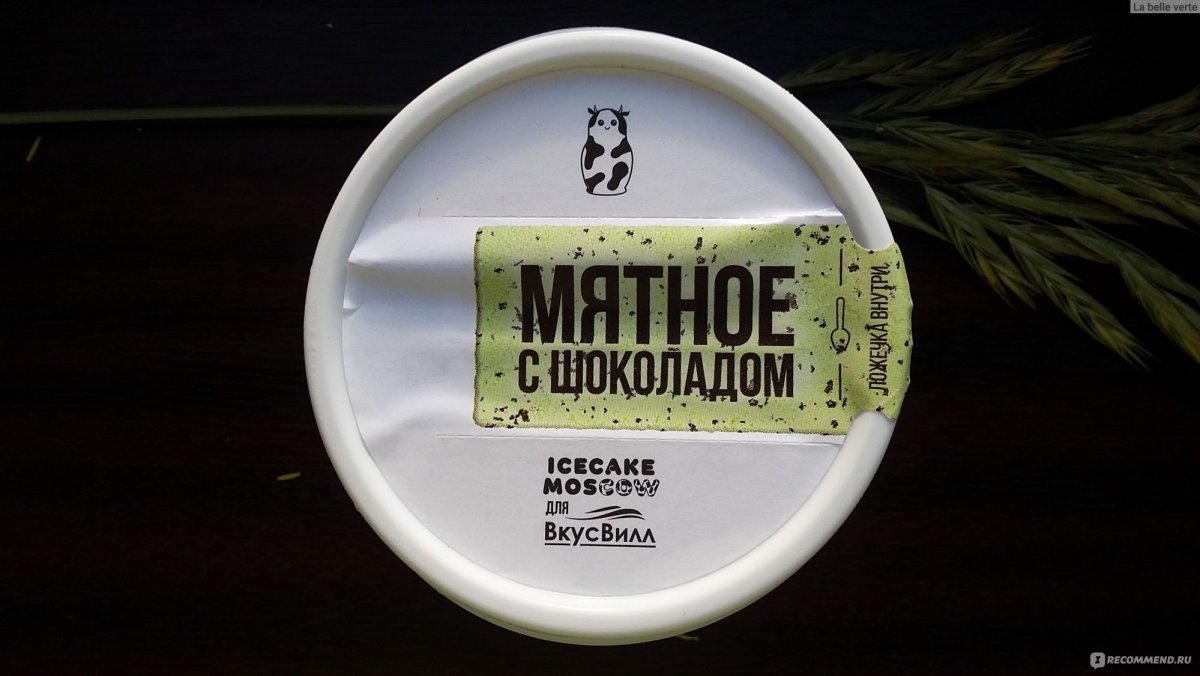 La belle verte
МЯТНОЕ
С ШОКОЛАДОМ
ЛОЖЕЧКА ВНУТРИ
ICECAKE
MOSCOW
ДЛЯ
ВкусВилл
I RECOMMEND.RU